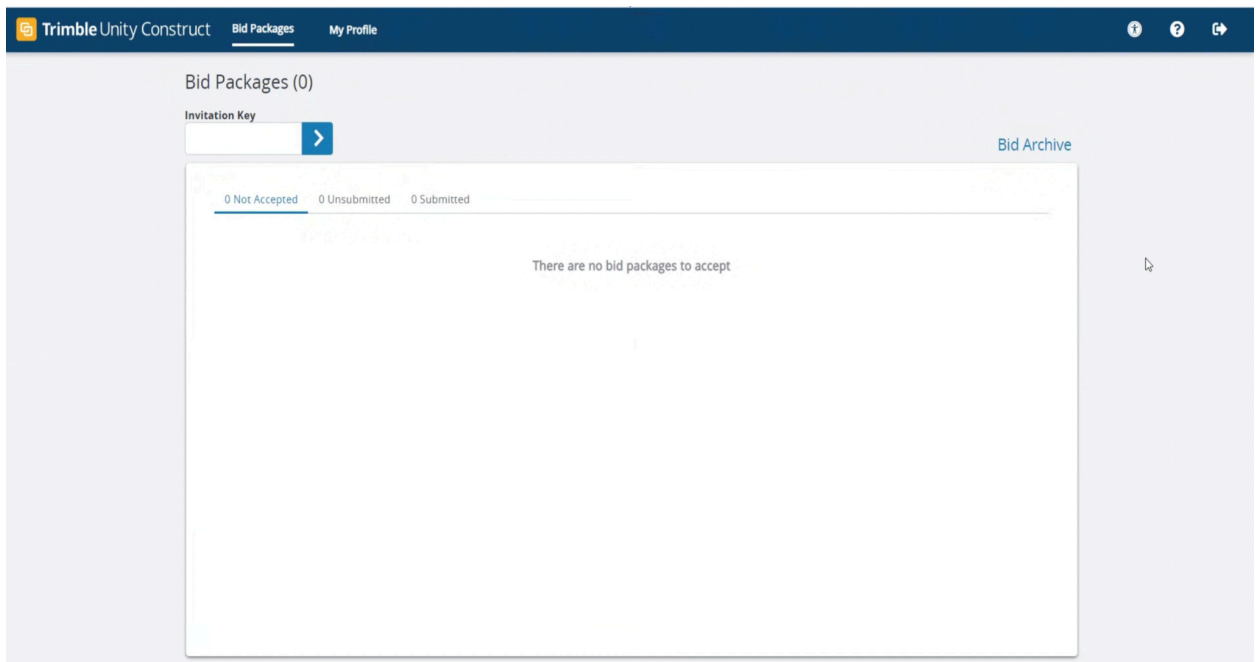 Trimble Unity Construct Bid Packages My Profile
Bid Packages (0)
Invitation Key
Bid Archive
0 Not Accepted 0 Unsubmitted 0 Submitted
There are no bid packages to accept